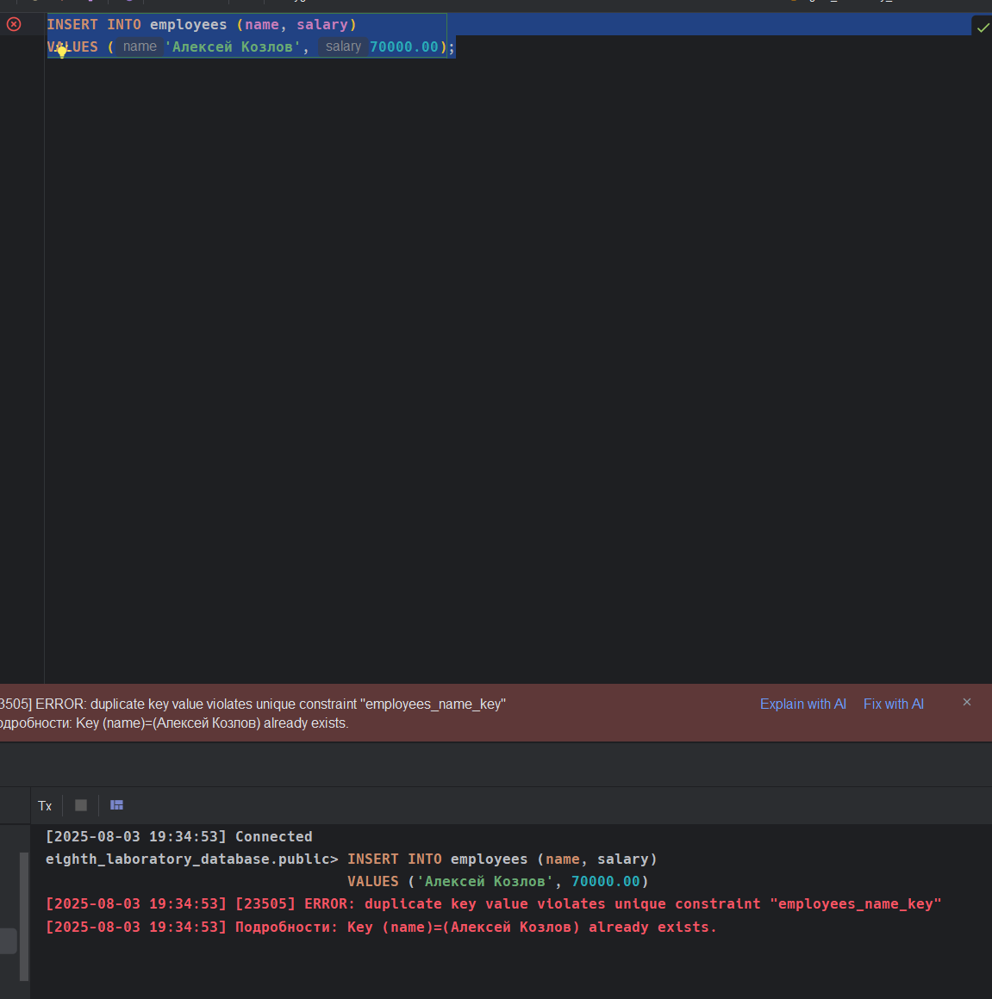 INSERT INTO employees (name, salary)
VALUES ( name 'Алексей Козлов', salary 70000.00);
3505] ERROR: duplicate key value violates unique constraint "employees_name_key"
Explain with AI Fix with AI
одробности: Key (name)=(Алексей Козлов) already exists.
Tx
[2025-08-03 19:34:53] Connected
eighth_laboratory_database.public> INSERT INTO employees (name, salary)
VALUES ('Алексей Козлов', 70000.00)
[2025-08-03 19:34:53] [23505] ERROR: duplicate key value violates unique constraint "employees_name_key"
[2025-08-03 19:34:53] Подробности: Key (name)=(Алексей Козлов) already exists.